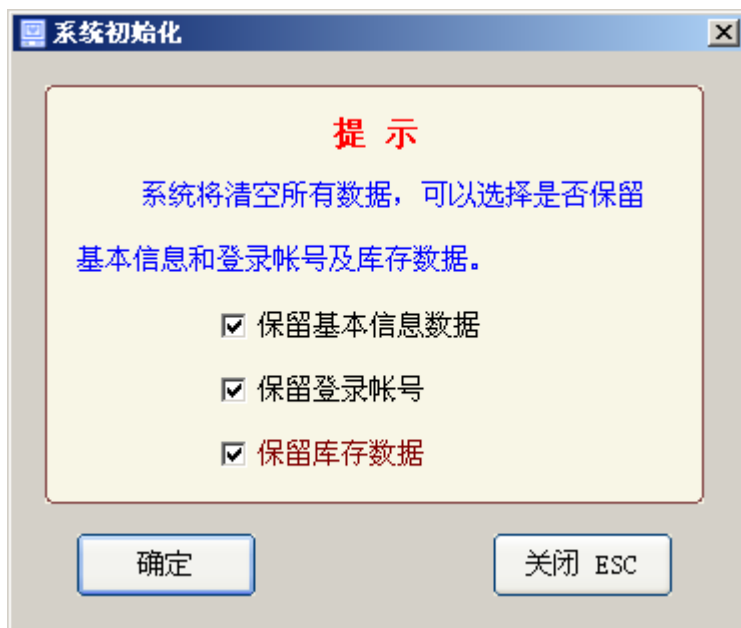 系统初始化
提 示
系统将清空所有数据，可以选择是否保留
基本信息和登录帐号及库存数据。
保留基本信息数据
保留登录帐号
保留库存数据
确定
关闭 ESC